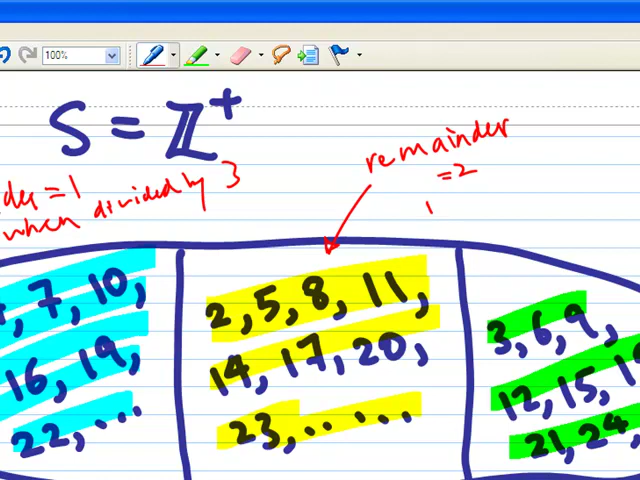 100%
S = ℤ⁺
remainder
= 2
= 1
when divided by 3
7, 10,
16, 19,
22, ...
2, 5, 8, 11,
14, 17, 20,
23, .....
3, 6, 9,
12, 15,
21, 24,